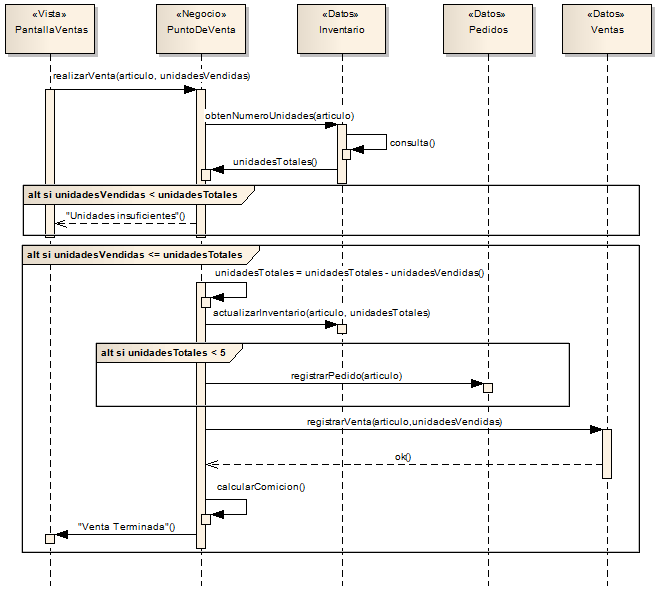 «Vista»
PantallaVentas
«Negocio»
PuntoDeVenta
«Datos»
Inventario
«Datos»
Pedidos
«Datos»
Ventas
realizarVenta(articulo, unidadesVendidas)
obtenNumeroUnidades(articulo)
consulta()
unidadesTotales()
alt si unidadesVendidas < unidadesTotales
"Unidades insuficientes"()
alt si unidadesVendidas <= unidadesTotales
unidadesTotales = unidadesTotales - unidadesVendidas()
actualizarInventario(articulo, unidadesTotales)
alt si unidadesTotales < 5
registrarPedido(articulo)
registrarVenta(articulo,unidadesVendidas)
ok()
calcularComicion()
"Venta Terminada"()